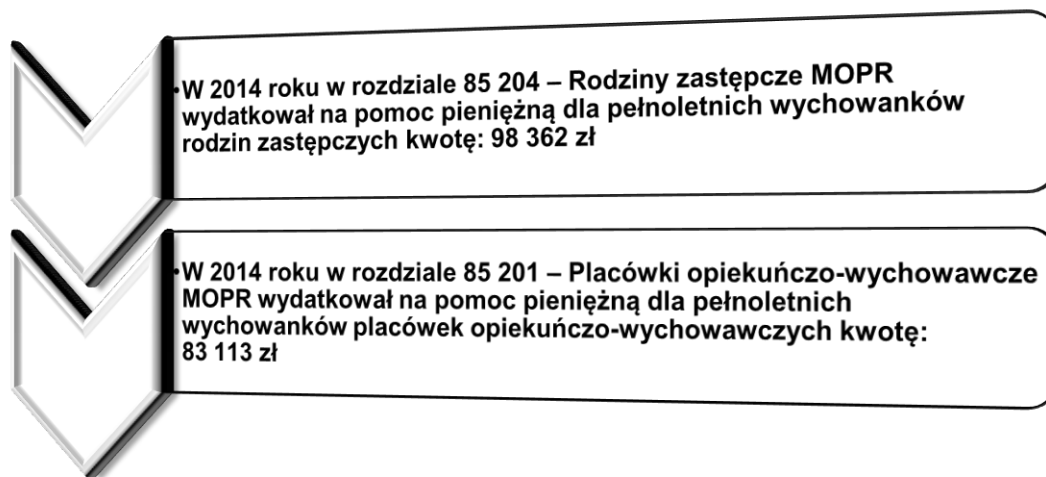 •W 2014 roku w rozdziale 85 204 – Rodziny zastępcze MOPR
wydatkował na pomoc pieniężną dla pełnoletnich wychowanków
rodzin zastępczych kwotę: 98 362 zł
•W 2014 roku w rozdziale 85 201 – Placówki opiekuńczo-wychowawcze
MOPR wydatkował na pomoc pieniężną dla pełnoletnich
wychowanków placówek opiekuńczo-wychowawczych kwotę:
83 113 zł